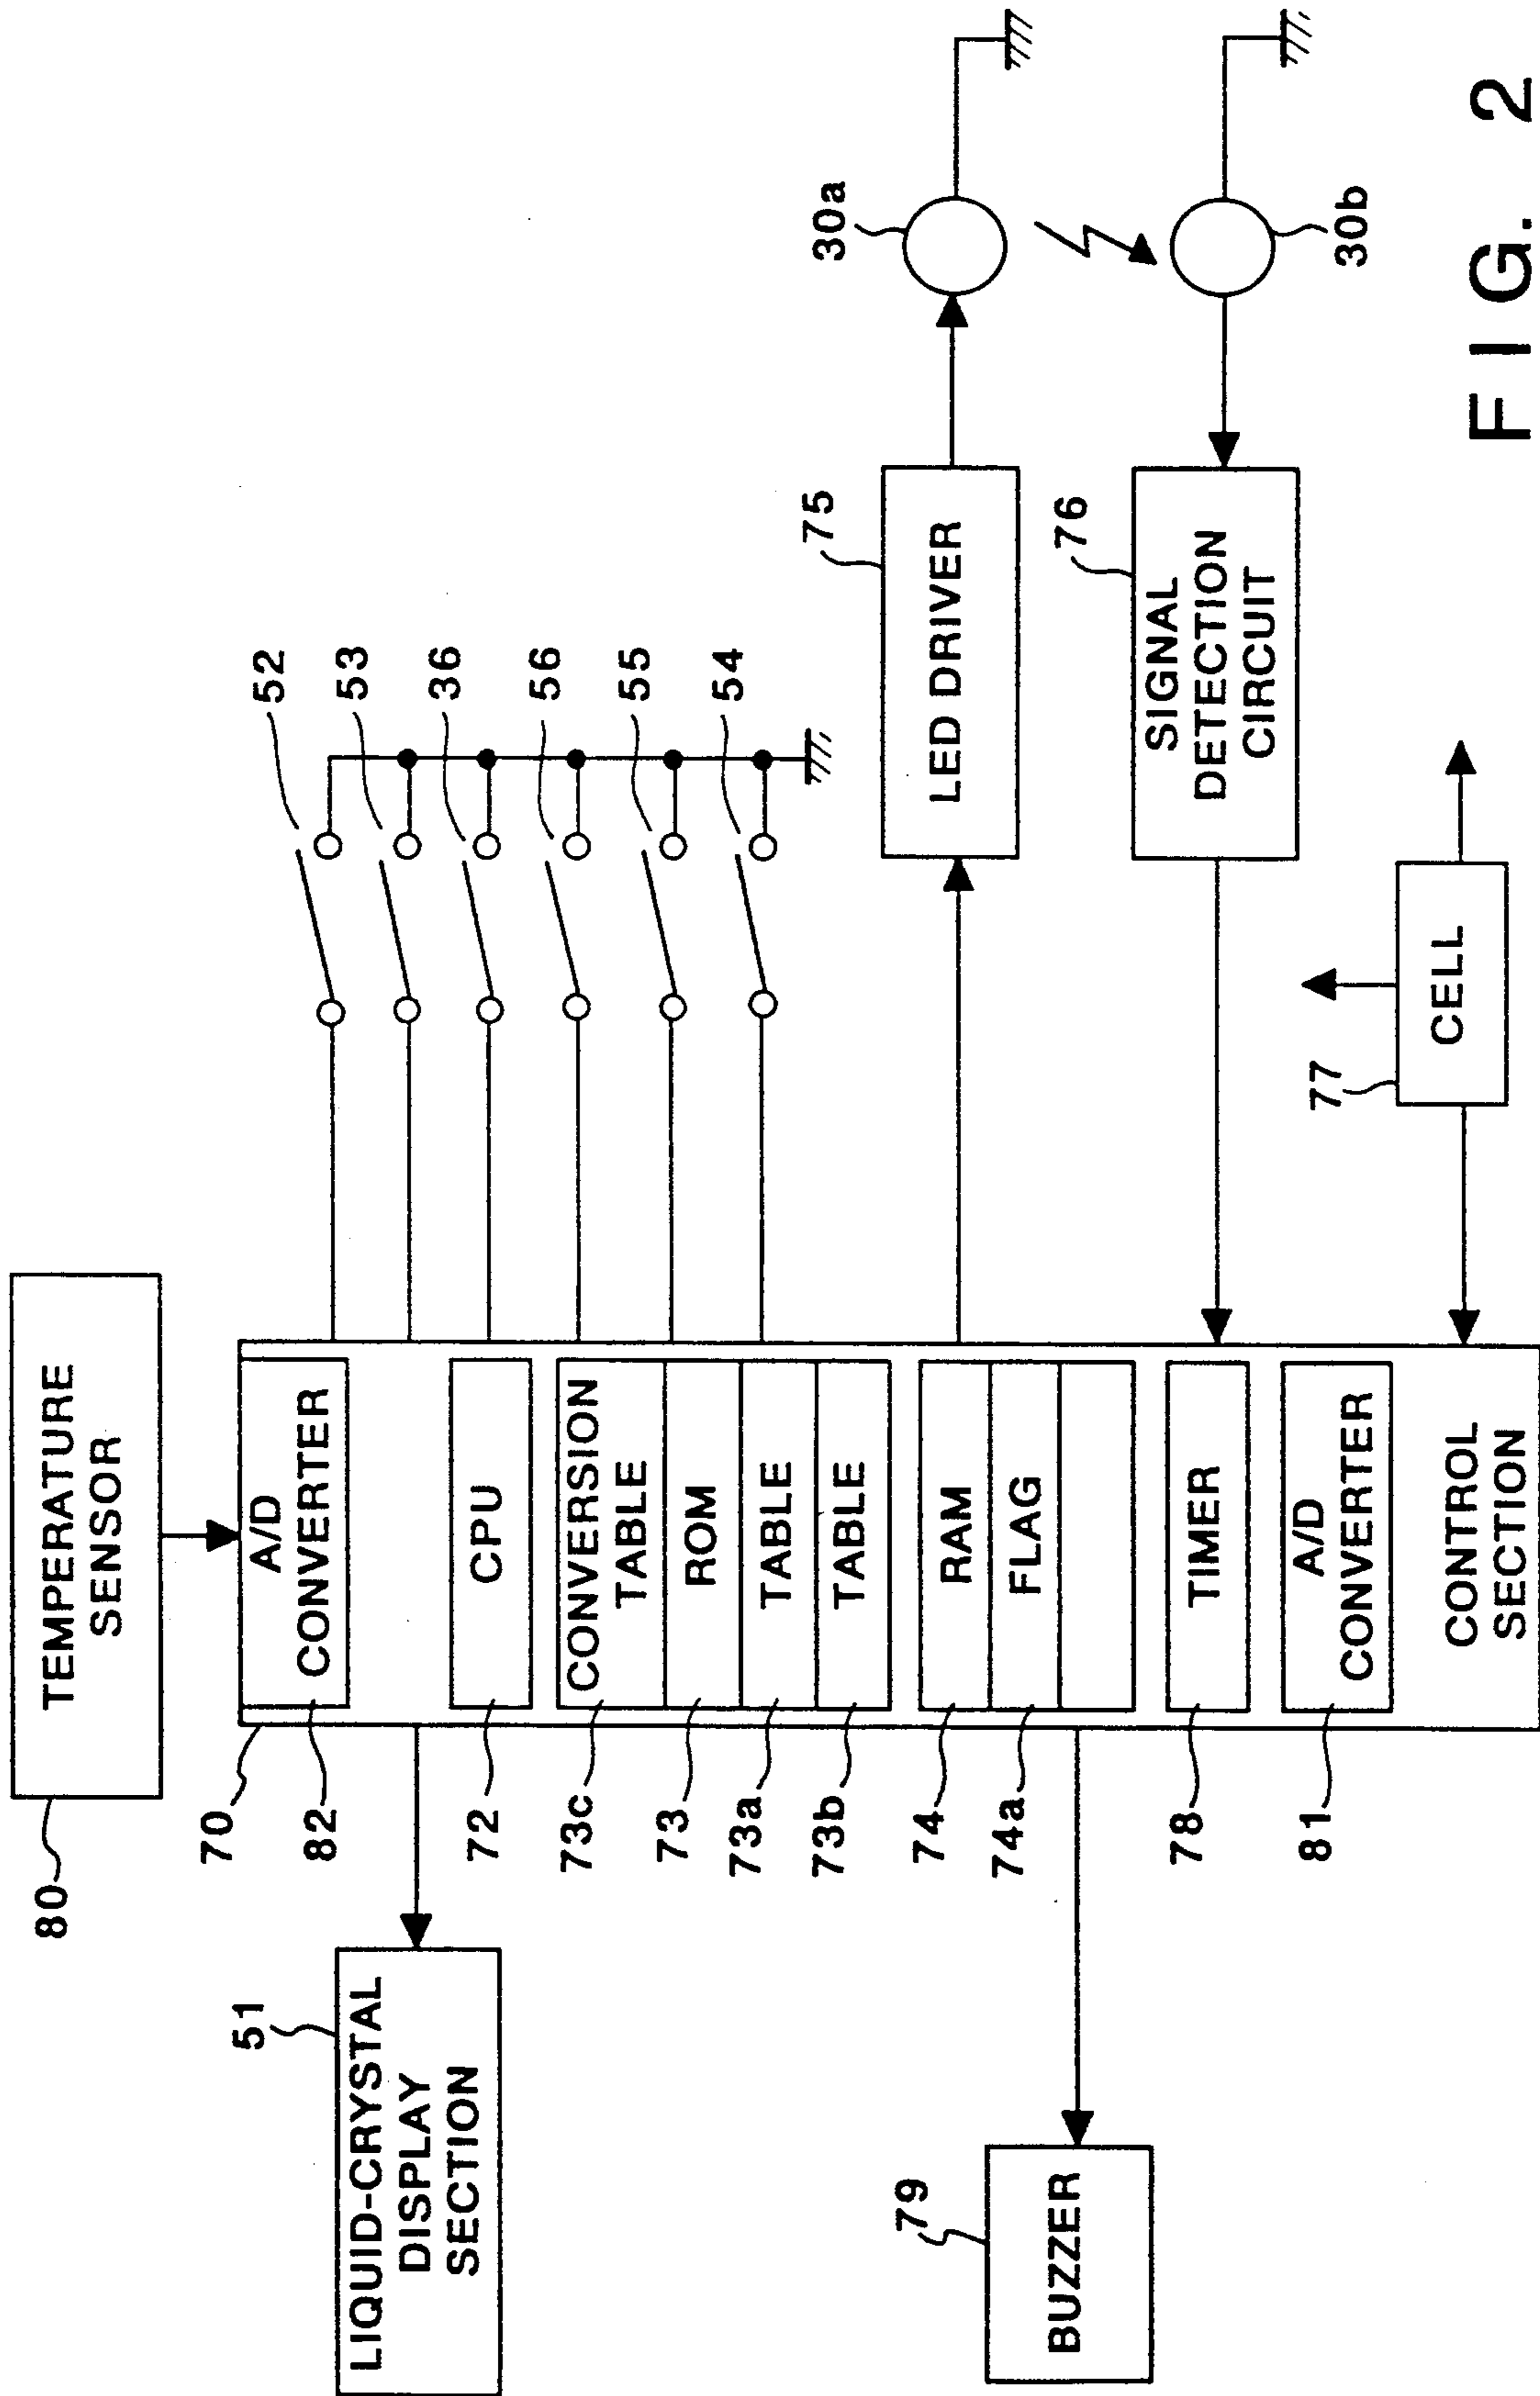 80
TEMPERATURE
SENSOR
70
82
A/D
CONVERTER
51
LIQUID-CRYSTAL
DISPLAY
SECTION
72
CPU
73c
CONVERSION
TABLE
73
ROM
73a
TABLE
73b
TABLE
74
RAM
74a
FLAG
78
TIMER
81
A/D
CONVERTER
CONTROL
SECTION
79
BUZZER
52
53
36
56
55
54
75
LED DRIVER
30a
76
SIGNAL
DETECTION
CIRCUIT
30b
77
CELL
FIG. 2